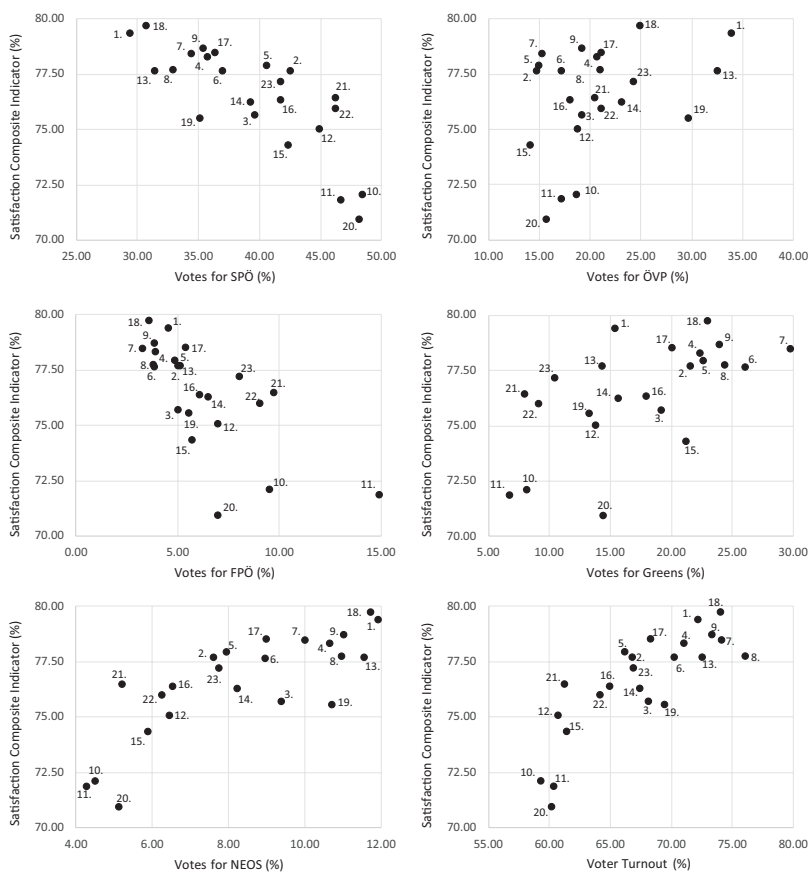 Satisfaction Composite Indicator (%)
80.00
77.50
75.00
72.50
70.00
25.00 30.00 35.00 40.00 45.00 50.00
1. 18.
9. 17.
7. 4.
13. 8. 6.
5. 2.
23.
14. 16. 21.
19. 3. 22.
12.
15.
11. 10.
20.
Votes for SPÖ (%)
Satisfaction Composite Indicator (%)
80.00
77.50
75.00
72.50
70.00
10.00 15.00 20.00 25.00 30.00 35.00
18. 1.
7. 9. 17.
5. 4.
2. 6. 8. 13.
23.
16. 21. 14.
3. 22. 19.
12.
15.
11. 10.
20.
Votes for ÖVP (%)
Satisfaction Composite Indicator (%)
80.00
77.50
75.00
72.50
70.00
0.00 5.00 10.00 15.00
18. 1.
9. 17.
7. 4. 5.
8. 13.
6. 2. 23.
16. 14. 21.
22.
3. 19. 12.
15.
10. 11.
20.
Votes for FPÖ (%)
Satisfaction Composite Indicator (%)
80.00
77.50
75.00
72.50
70.00
5.00 10.00 15.00 20.00 25.00 30.00
1. 18.
17. 4. 9. 7.
13. 2. 5. 8. 6.
23.
21. 14. 16.
22. 19. 3.
12.
15.
11. 10.
20.
Votes for Greens (%)
Satisfaction Composite Indicator (%)
80.00
77.50
75.00
72.50
70.00
4.00 6.00 8.00 10.00 12.00
18. 1.
17. 7. 9.
5. 4.
2. 6. 8. 13.
23.
21. 16.
22. 14. 3. 19.
12.
15.
10.
11. 20.
Votes for NEOS (%)
Satisfaction Composite Indicator (%)
80.00
77.50
75.00
72.50
70.00
55.00 60.00 65.00 70.00 75.00 80.00
18.
1.
17. 9.
5. 4. 7.
2. 6. 13. 8.
23.
21. 16. 14.
22. 3. 19.
12.
15.
10. 11.
20.
Voter Turnout (%)